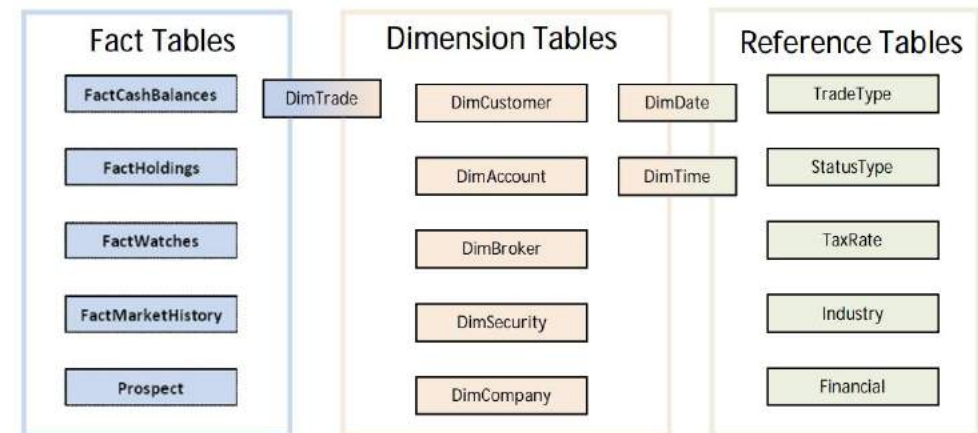 Fact Tables
Dimension Tables
Reference Tables
FactCashBalances
DimTrade
DimCustomer
DimDate
TradeType
FactHoldings
DimAccount
DimTime
StatusType
FactWatches
DimBroker
TaxRate
FactMarketHistory
DimSecurity
Industry
Prospect
DimCompany
Financial